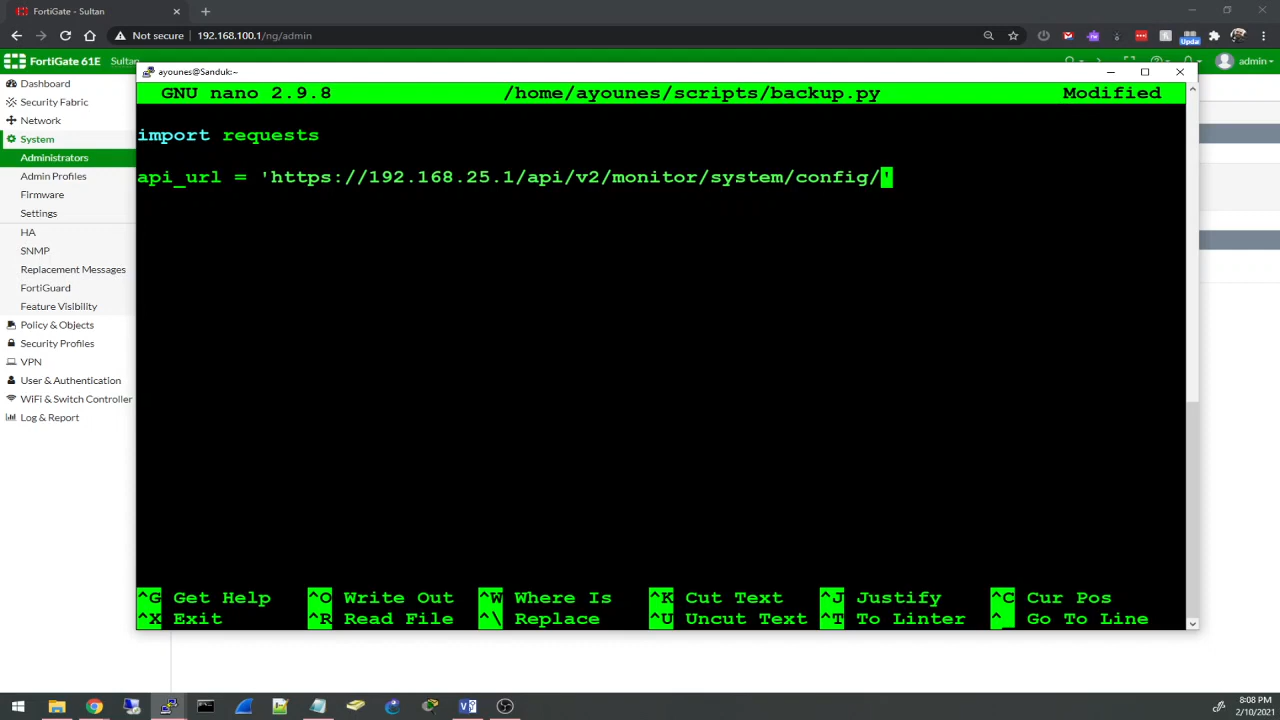 FortiGate - Sultan
Not secure 192.168.100.1/ng/admin
Upda
FortiGate 61E Sultan
admin
Dashboard
Security Fabric
Network
System
Administrators
Admin Profiles
Firmware
Settings
HA
SNMP
Replacement Messages
FortiGuard
Feature Visibility
Policy & Objects
Security Profiles
VPN
User & Authentication
WiFi & Switch Controller
Log & Report
ayounes@Sanduk:~
GNU nano 2.9.8 /home/ayounes/scripts/backup.py Modified
import requests
api_url = 'https://192.168.25.1/api/v2/monitor/system/config/'
^G Get Help ^O Write Out ^W Where Is ^K Cut Text ^J Justify ^C Cur Pos
^X Exit ^R Read File ^\ Replace ^U Uncut Text ^T To Linter ^_ Go To Line
8:08 PM
2/10/2021